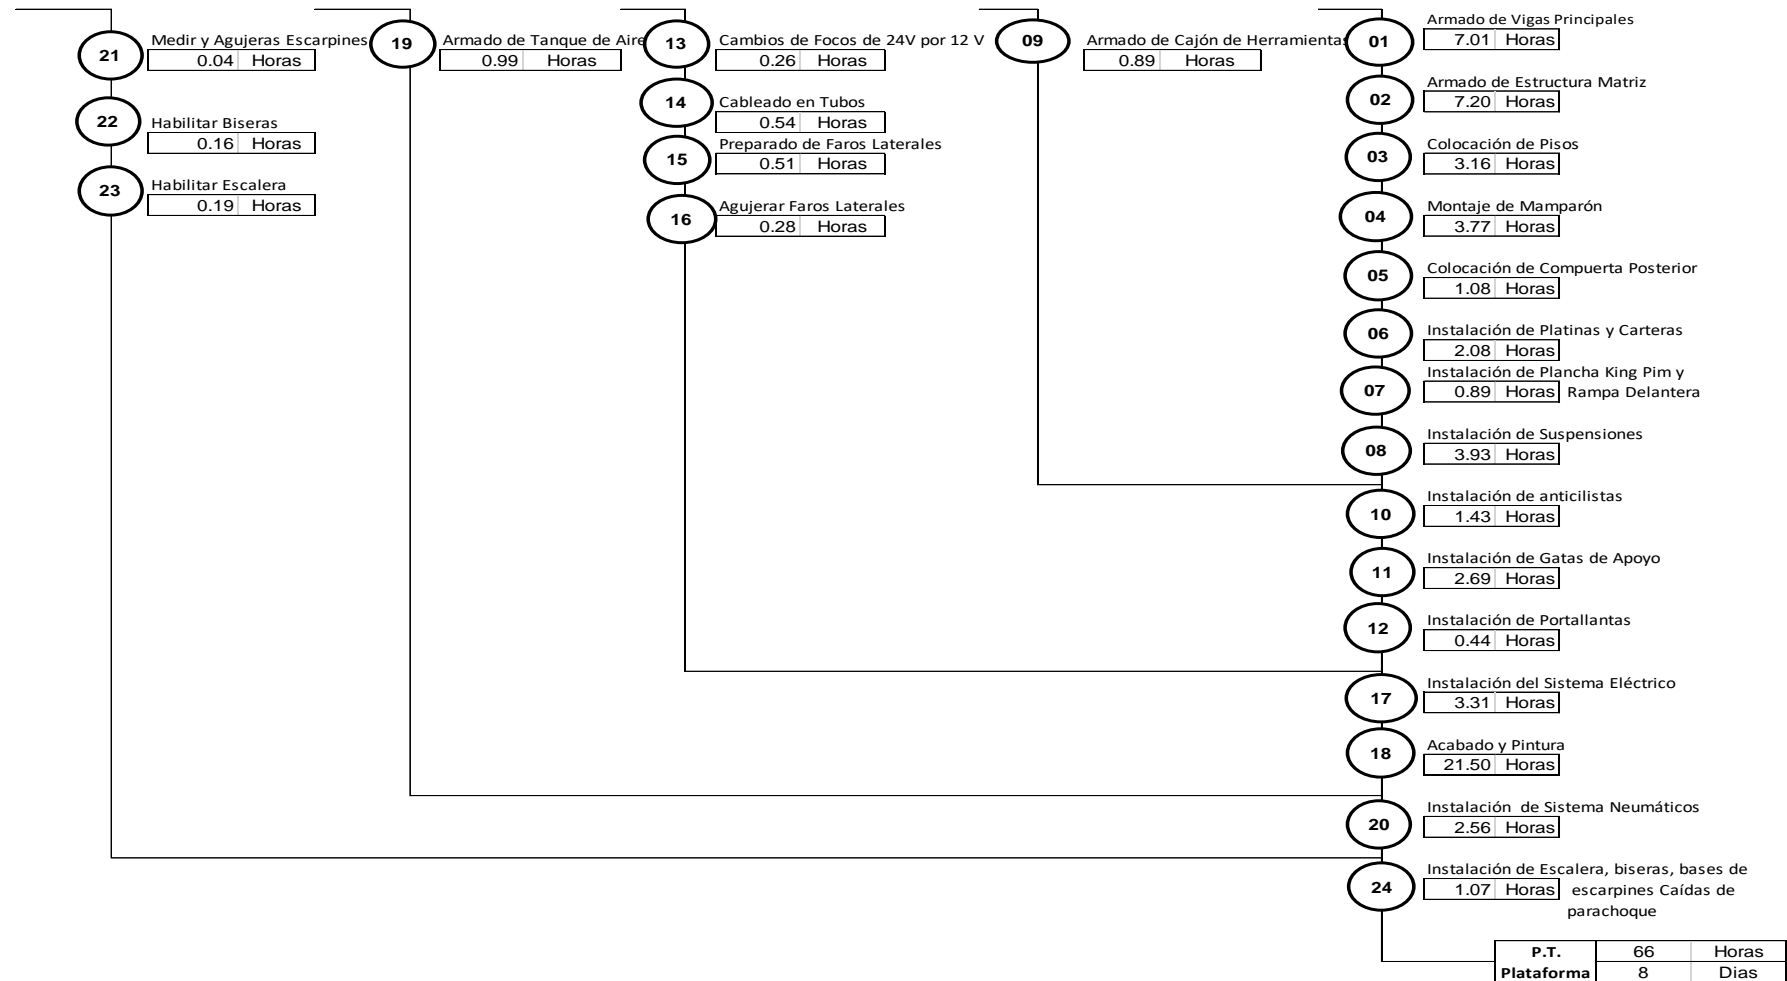 21
Medir y Agujeras Escarpines
0.04 Horas
22
Habilitar Biseras
0.16 Horas
23
Habilitar Escalera
0.19 Horas
19
Armado de Tanque de Aire
0.99 Horas
13
Cambios de Focos de 24V por 12 V
0.26 Horas
14
Cableado en Tubos
0.54 Horas
15
Preparado de Faros Laterales
0.51 Horas
16
Agujerar Faros Laterales
0.28 Horas
09
Armado de Cajón de Herramientas
0.89 Horas
01
Armado de Vigas Principales
7.01 Horas
02
Armado de Estructura Matriz
7.20 Horas
03
Colocación de Pisos
3.16 Horas
04
Montaje de Mamparón
3.77 Horas
05
Colocación de Compuerta Posterior
1.08 Horas
06
Instalación de Platinas y Carteras
2.08 Horas
07
Instalación de Plancha King Pim y
0.89 Horas Rampa Delantera
08
Instalación de Suspensiones
3.93 Horas
10
Instalación de anticilistas
1.43 Horas
11
Instalación de Gatas de Apoyo
2.69 Horas
12
Instalación de Portallantas
0.44 Horas
17
Instalación del Sistema Eléctrico
3.31 Horas
18
Acabado y Pintura
21.50 Horas
20
Instalación de Sistema Neumáticos
2.56 Horas
24
Instalación de Escalera, biseras, bases de
1.07 Horas escarpines Caídas de
parachoque
P.T. 66 Horas
Plataforma 8 Dias